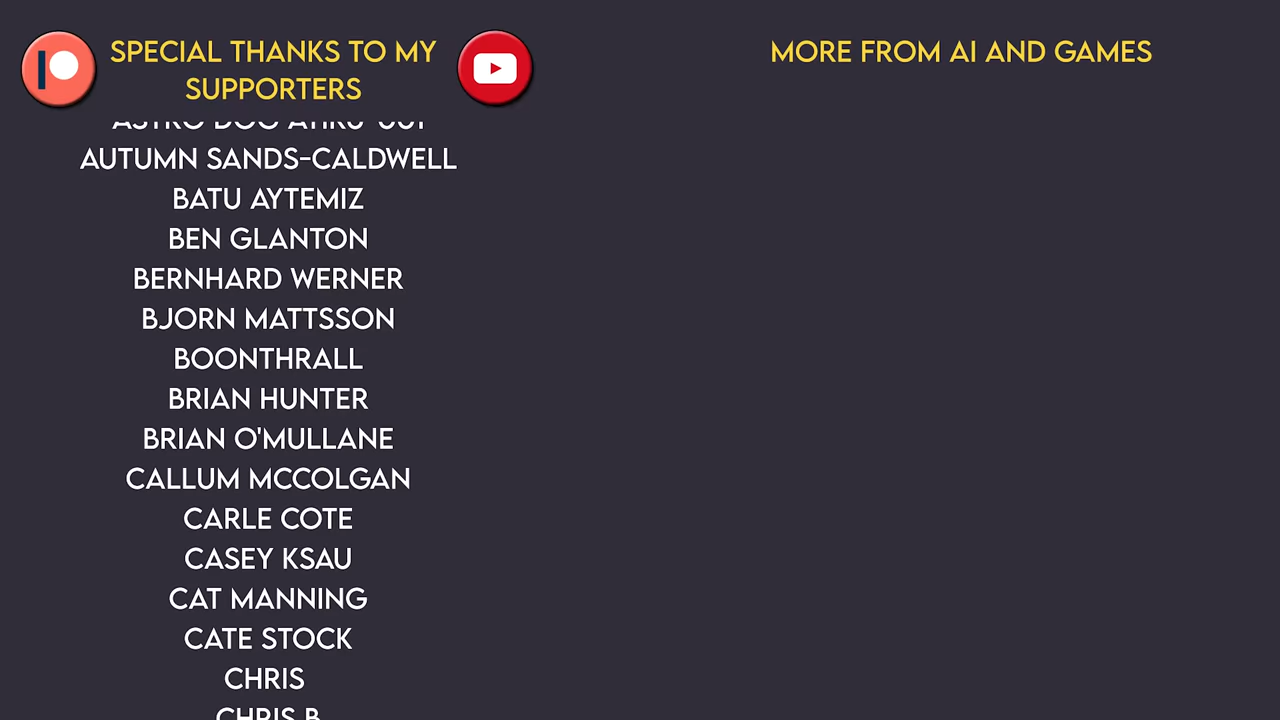 SPECIAL THANKS TO MY
SUPPORTERS
MORE FROM AI AND GAMES
AUTUMN SANDS-CALDWELL
BATU AYTEMIZ
BEN GLANTON
BERNHARD WERNER
BJORN MATTSSON
BOONTHRALL
BRIAN HUNTER
BRIAN O'MULLANE
CALLUM MCCOLGAN
CARLE COTE
CASEY KSAU
CAT MANNING
CATE STOCK
CHRIS
CHRIS B